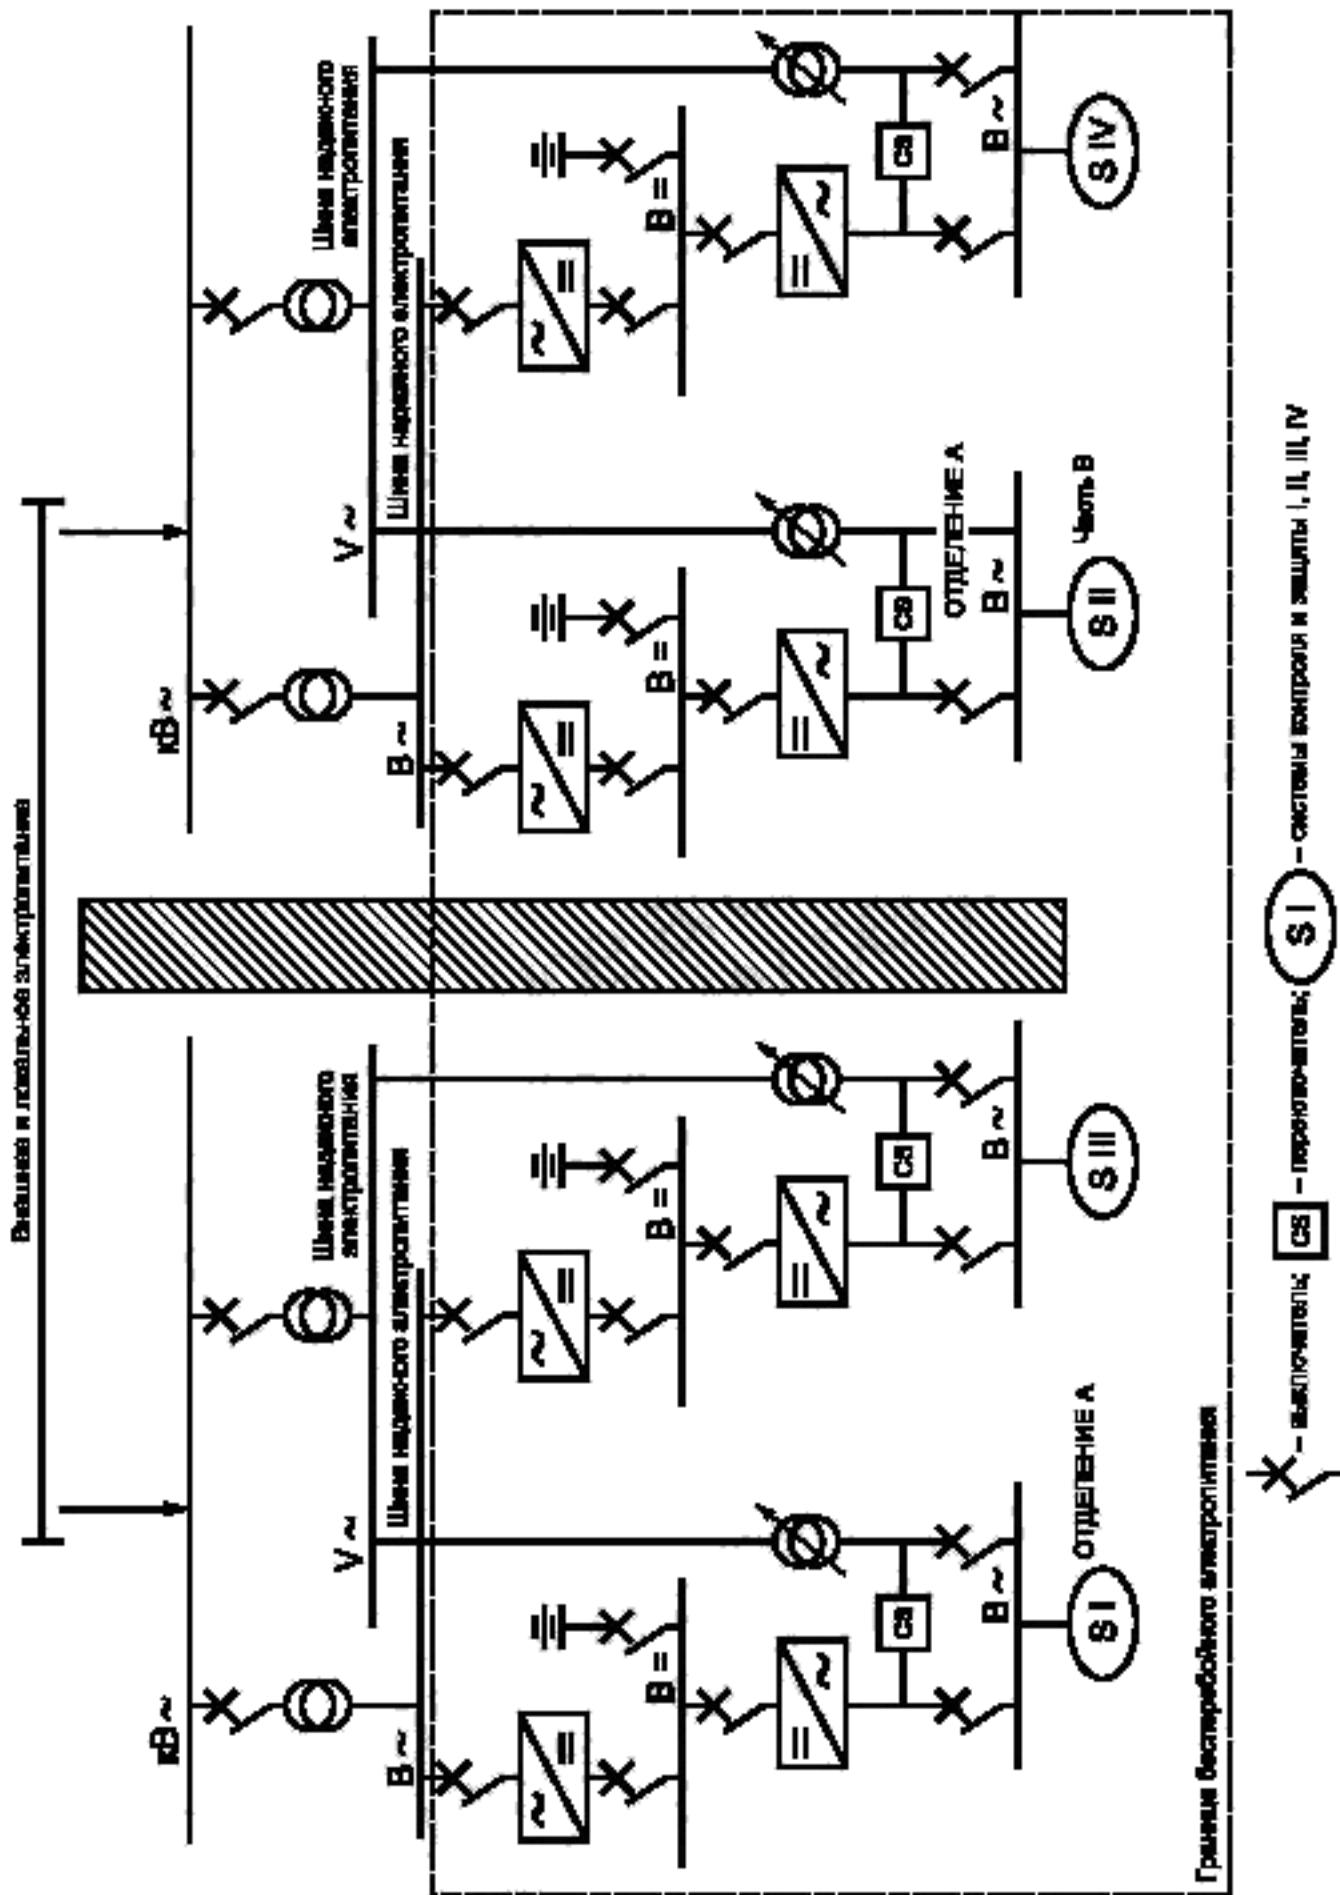 Внешнее и локальное электропитание
кВ ~
кВ ~
Шина надежного
электропитания
Шина надежного
электропитания
V ~
V ~
Шина надежного электропитания
Шина надежного электропитания
В ~
В ~
В =
В =
В =
В =
CS
CS
CS
CS
ОТДЕЛЕНИЕ А
В ~
В ~
В ~
В ~
S I
S III
S II
S IV
ОТДЕЛЕНИЕ А
Часть В
Граница бесперебойного электропитания
– выключатель; CS – переключатель; S I – системы контроля и защиты I, II, III, IV